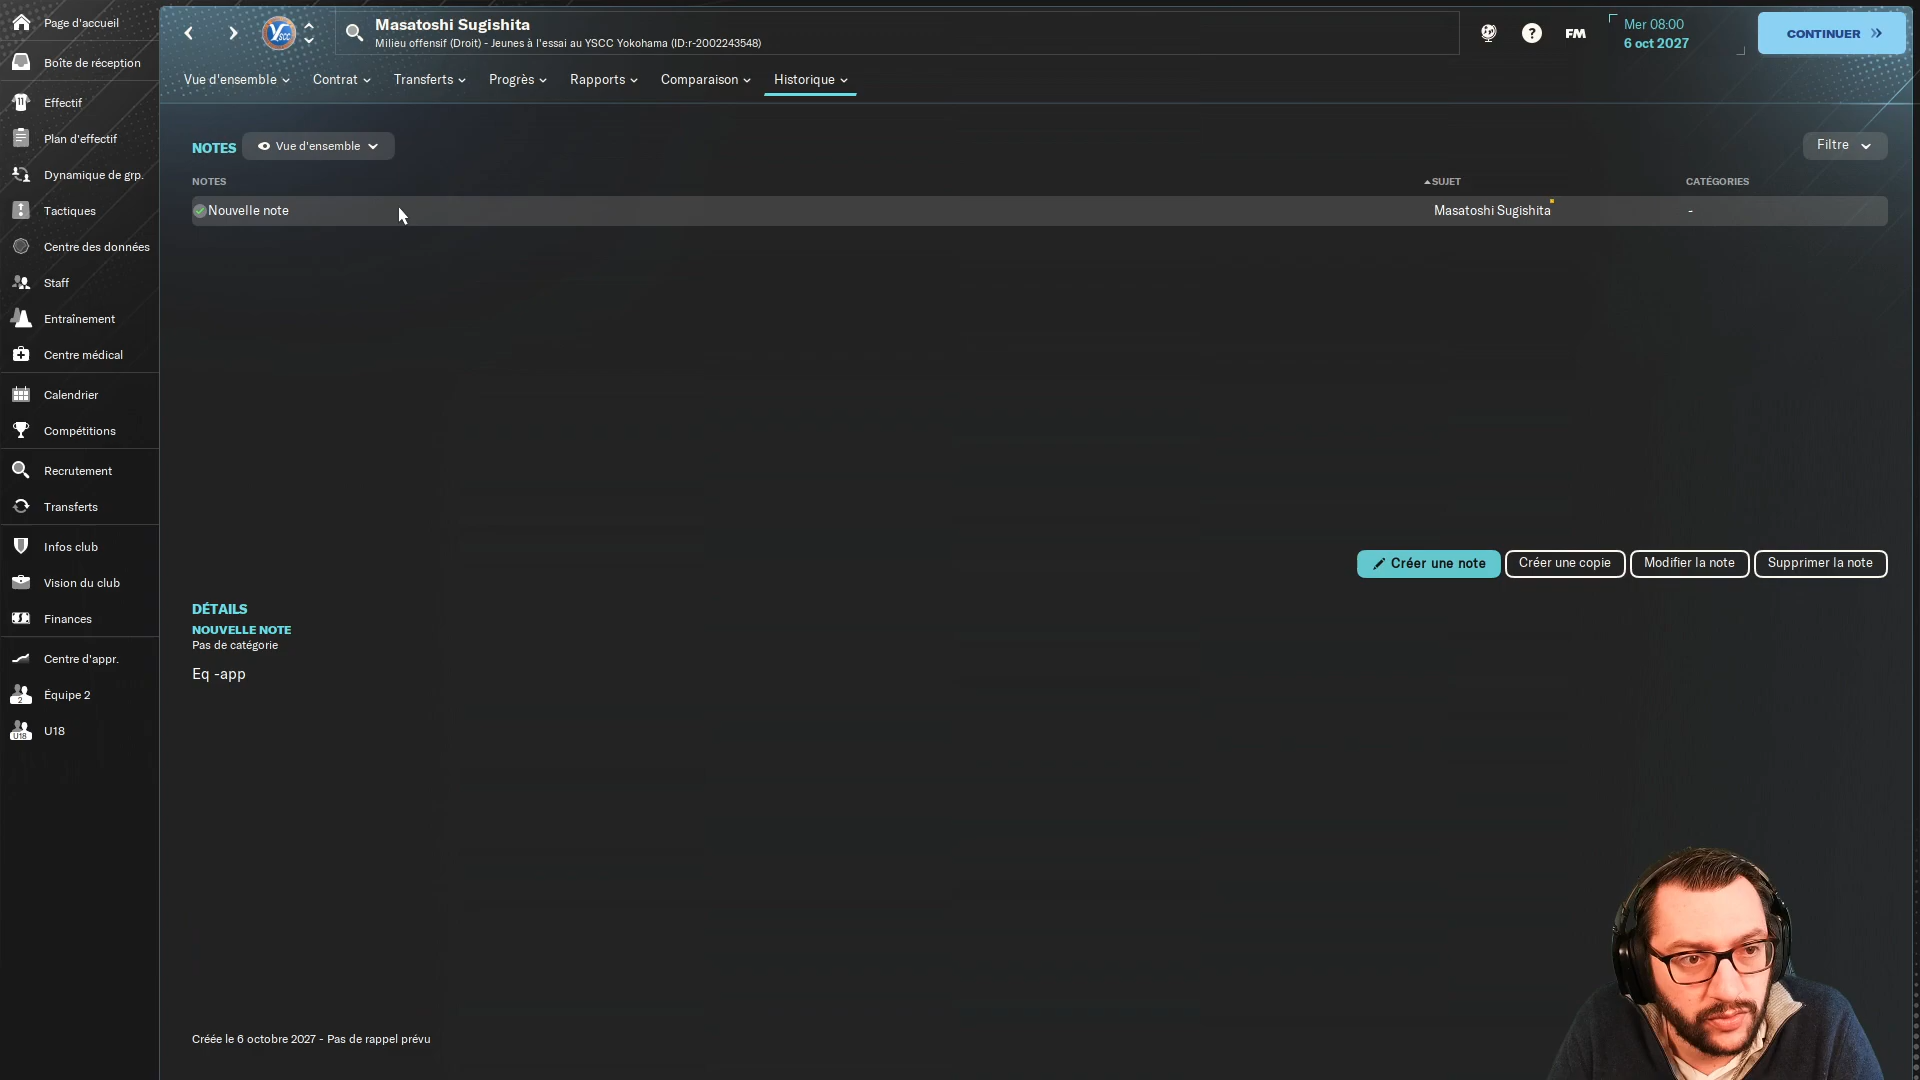 Page d'accueil
Boîte de réception
Effectif
Plan d'effectif
Dynamique de grp.
Tactiques
Centre des données
Staff
Entraînement
Centre médical
Calendrier
Compétitions
Recrutement
Transferts
Infos club
Vision du club
Finances
Centre d'appr.
2
Équipe 2
U18
U18
YSCC
Masatoshi Sugishita
Milieu offensif (Droit) - Jeunes à l'essai au YSCC Yokohama (ID:r-2002243548)
?
FM
Mer 08:00
6 oct 2027
CONTINUER
Vue d'ensemble
Contrat
Transferts
Progrès
Rapports
Comparaison
Historique
NOTES
Vue d'ensemble
Filtre
NOTES
SUJET
CATÉGORIES
Nouvelle note
Masatoshi Sugishita
-
Créer une note
Créer une copie
Modifier la note
Supprimer la note
DÉTAILS
NOUVELLE NOTE
Pas de catégorie
Eq -app
Créée le 6 octobre 2027 - Pas de rappel prévu